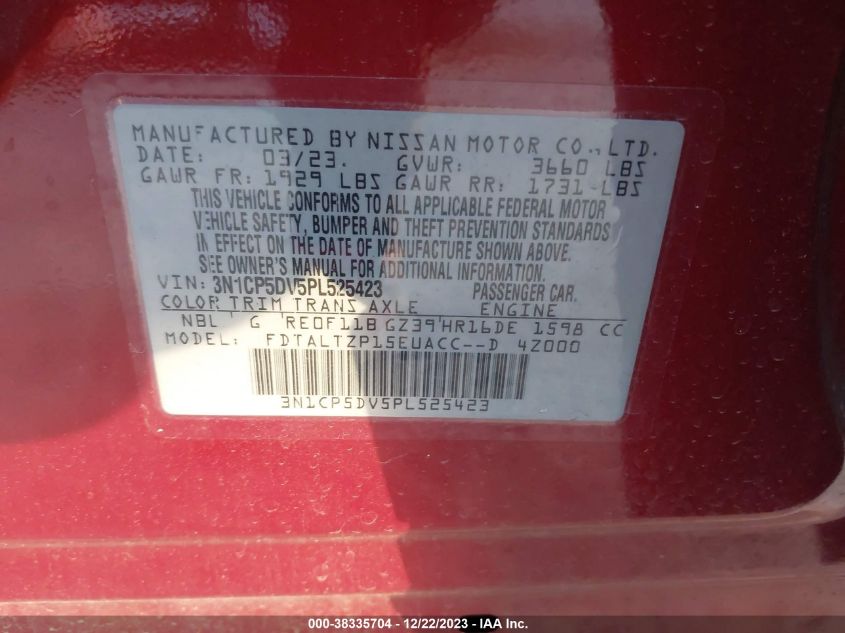 MANUFACTURED BY NISSAN MOTOR CO., LTD.
DATE: 03/23. GVWR: 3660 LBS
GAWR FR: 1929 LBS GAWR RR: 1731 LBS
THIS VEHICLE CONFORMS TO ALL APPLICABLE FEDERAL MOTOR
VEHICLE SAFETY, BUMPER AND THEFT PREVENTION STANDARDS
IN EFFECT ON THE DATE OF MANUFACTURE SHOWN ABOVE.
SEE OWNER'S MANUAL FOR ADDITIONAL INFORMATION.
VIN: 3N1CP5DV5PL525423 PASSENGER CAR.
COLOR TRIM TRANS AXLE ENGINE
NBL G RE0F11B GZ39 HR16DE 1598 CC
MODEL: FDTALTZP15EUACC--D 4Z000
3N1CP5DV5PL525423
000-38335704 - 12/22/2023 - IAA Inc.